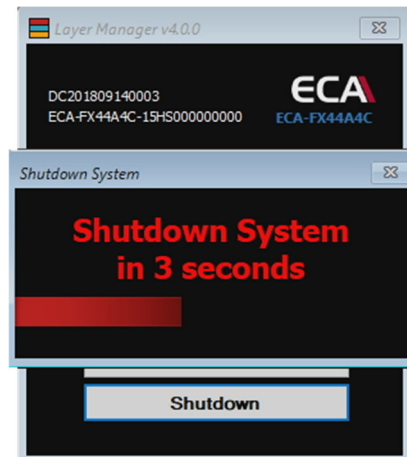 Layer Manager v4.0.0
DC201809140003
ECA
ECA-FX44A4C-15HS000000000
ECA-FX44A4C
Shutdown System
Shutdown System
in 3 seconds
Shutdown